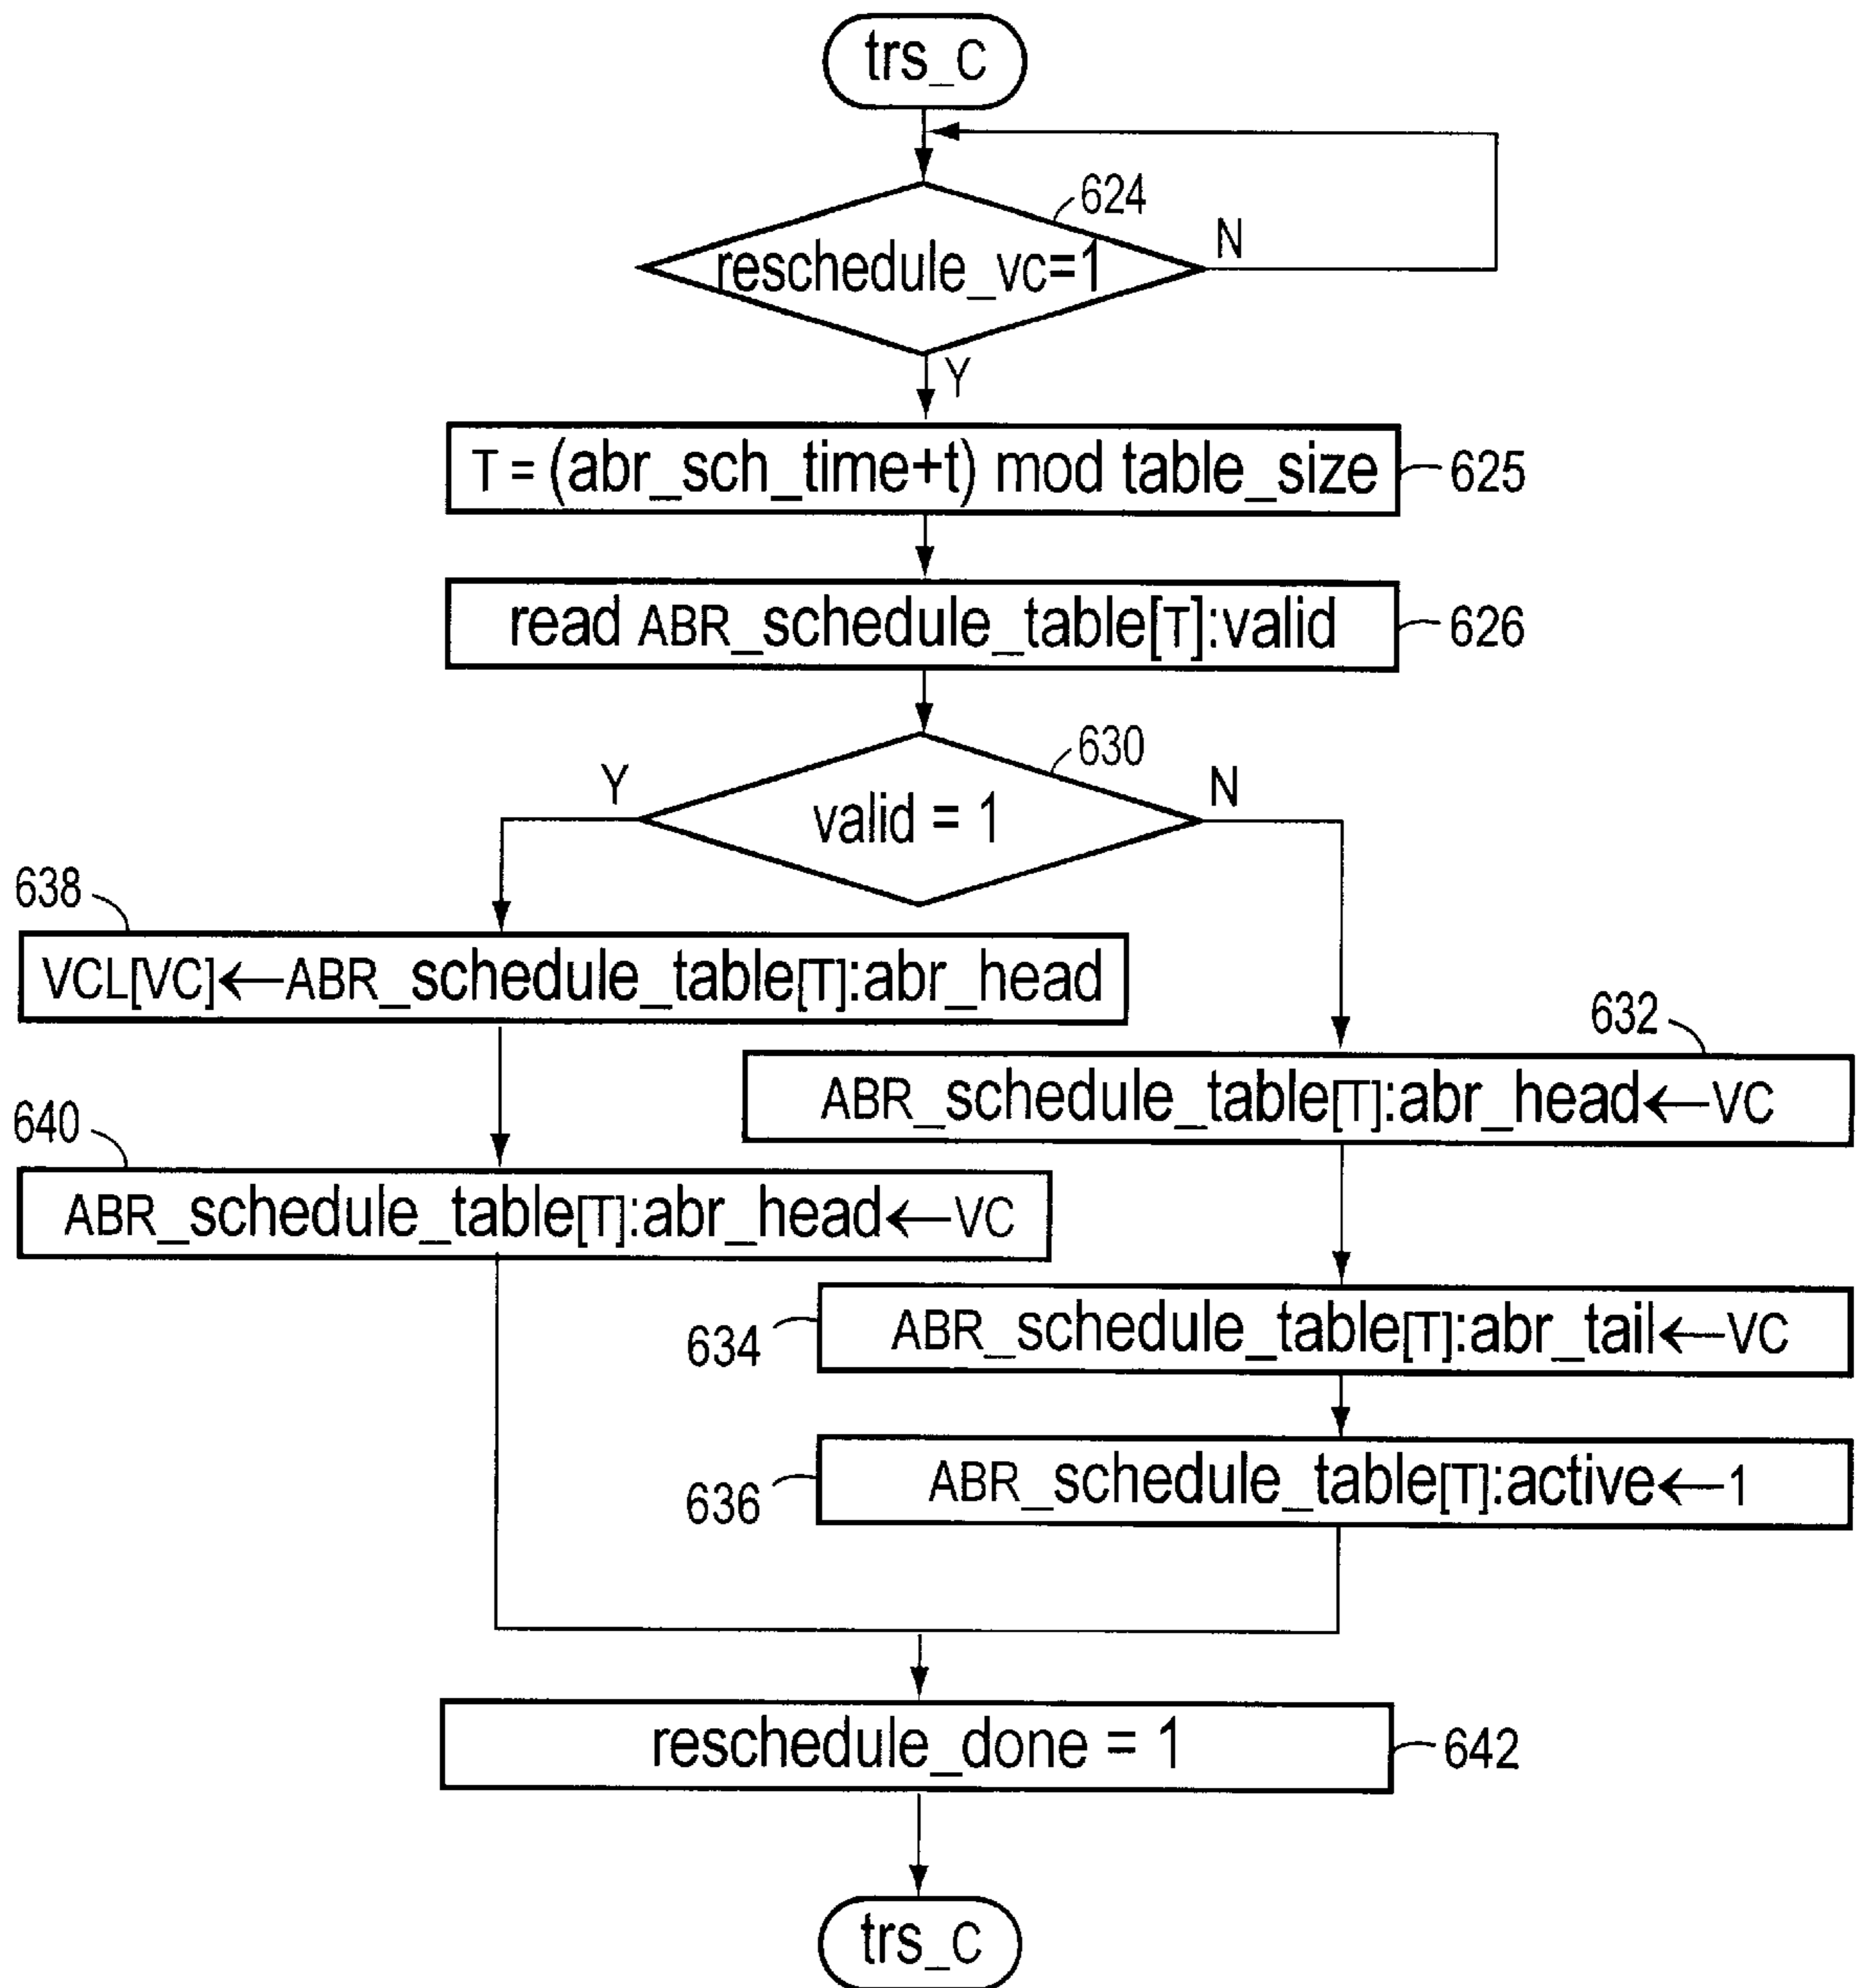 trs_C
624
reschedule_vc=1
N
Y
T = (abr_sch_time+t) mod table_size
625
read ABR_schedule_table[T]:valid
626
630
Y
N
valid = 1
638
VCL[VC]←ABR_schedule_table[T]:abr_head
632
ABR_schedule_table[T]:abr_head←VC
640
ABR_schedule_table[T]:abr_head←VC
634
ABR_schedule_table[T]:abr_tail←VC
636
ABR_schedule_table[T]:active←1
reschedule_done = 1
642
trs_C